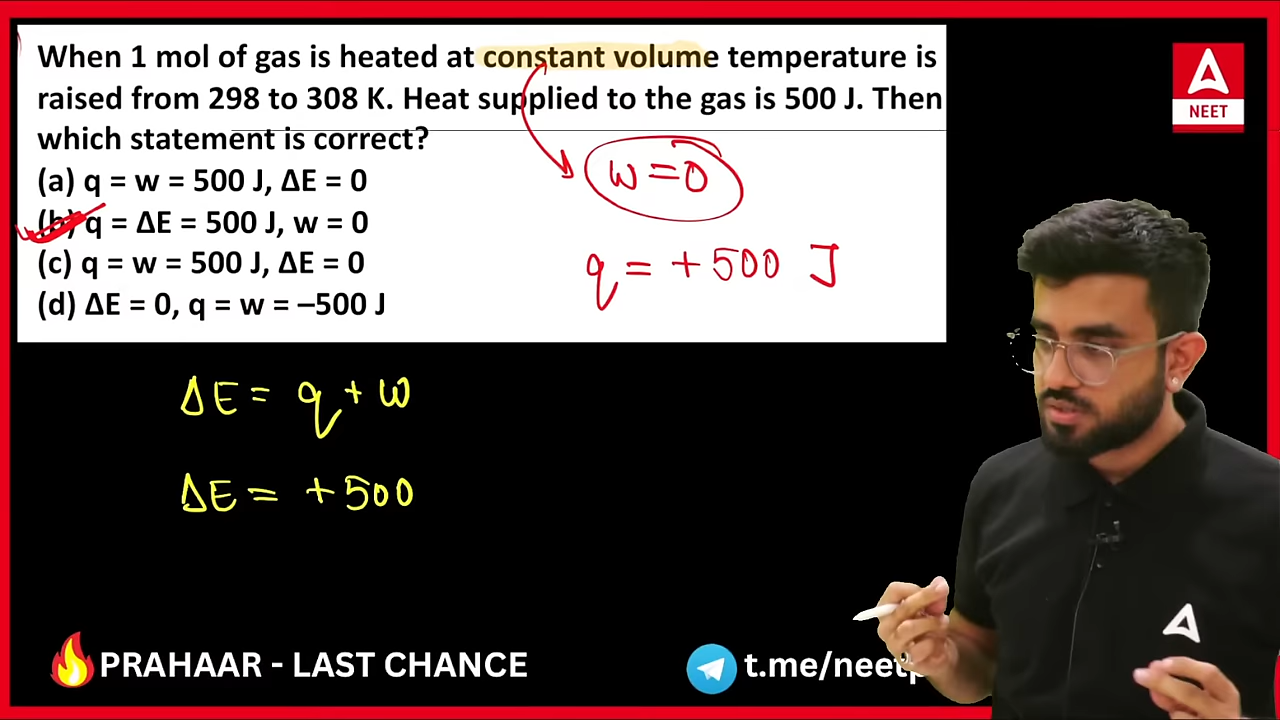 When 1 mol of gas is heated at constant volume temperature is
raised from 298 to 308 K. Heat supplied to the gas is 500 J. Then
which statement is correct?
(a) q = w = 500 J, ΔE = 0
(b) q = ΔE = 500 J, w = 0
(c) q = w = 500 J, ΔE = 0
(d) ΔE = 0, q = w = –500 J
w = 0
q = +500 J
ΔE = q + w
ΔE = +500
NEET
PRAHAAR - LAST CHANCE